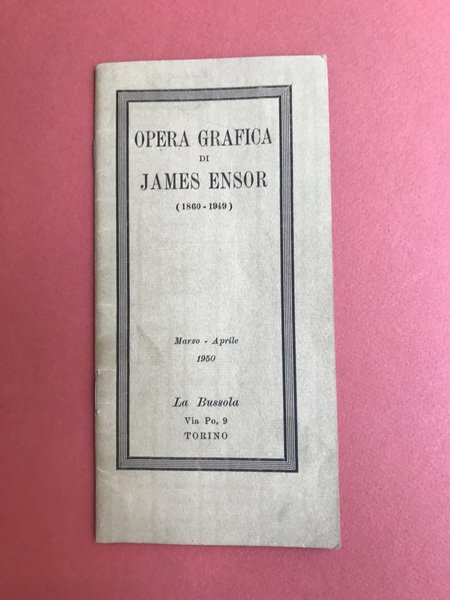 OPERA GRAFICA
DI
JAMES ENSOR
(1860-1949)
Marzo - Aprile
1950
La Bussola
Via Po, 9
TORINO